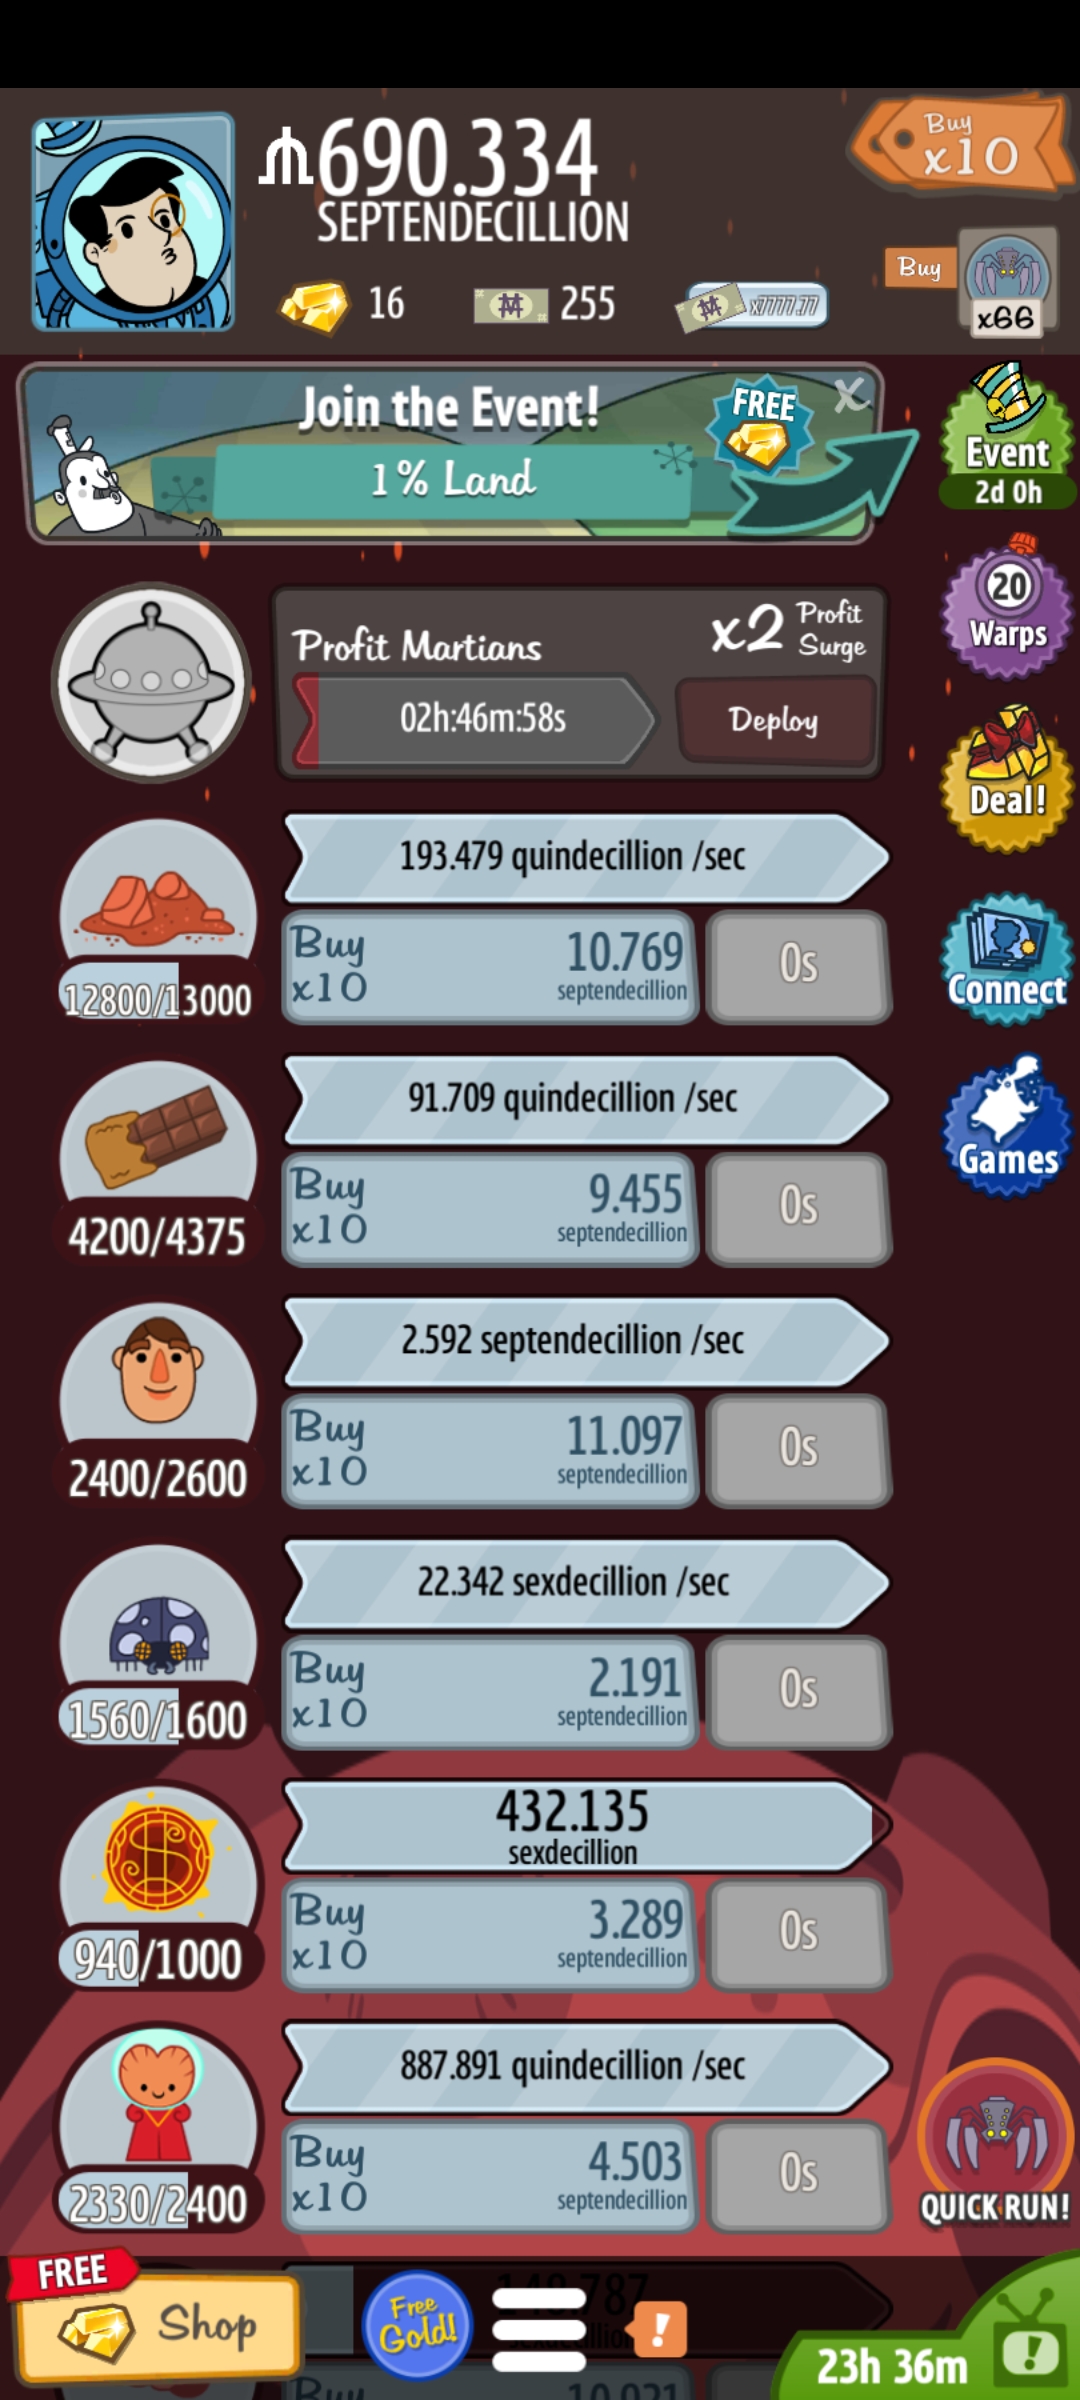 690.334
SEPTENDECILLION
Buy
x10
16
255
x7777.77
Buy
x66
Join the Event!
1% Land
FREE
X
Event
2d 0h
20
Warps
Profit Martians
x2 Profit Surge
02h:46m:58s
Deploy
Deal!
193.479 quindecillion /sec
Buy
x10
10.769
septendecillion
0s
12800/13000
Connect
91.709 quindecillion /sec
Buy
x10
9.455
septendecillion
0s
4200/4375
Games
2.592 septendecillion /sec
Buy
x10
11.097
septendecillion
0s
2400/2600
22.342 sexdecillion /sec
Buy
x10
2.191
septendecillion
0s
1560/1600
432.135
sexdecillion
Buy
x10
3.289
septendecillion
0s
940/1000
887.891 quindecillion /sec
Buy
x10
4.503
septendecillion
0s
2330/2400
QUICK RUN!
FREE
Shop
Free
Gold!
!
23h 36m
!